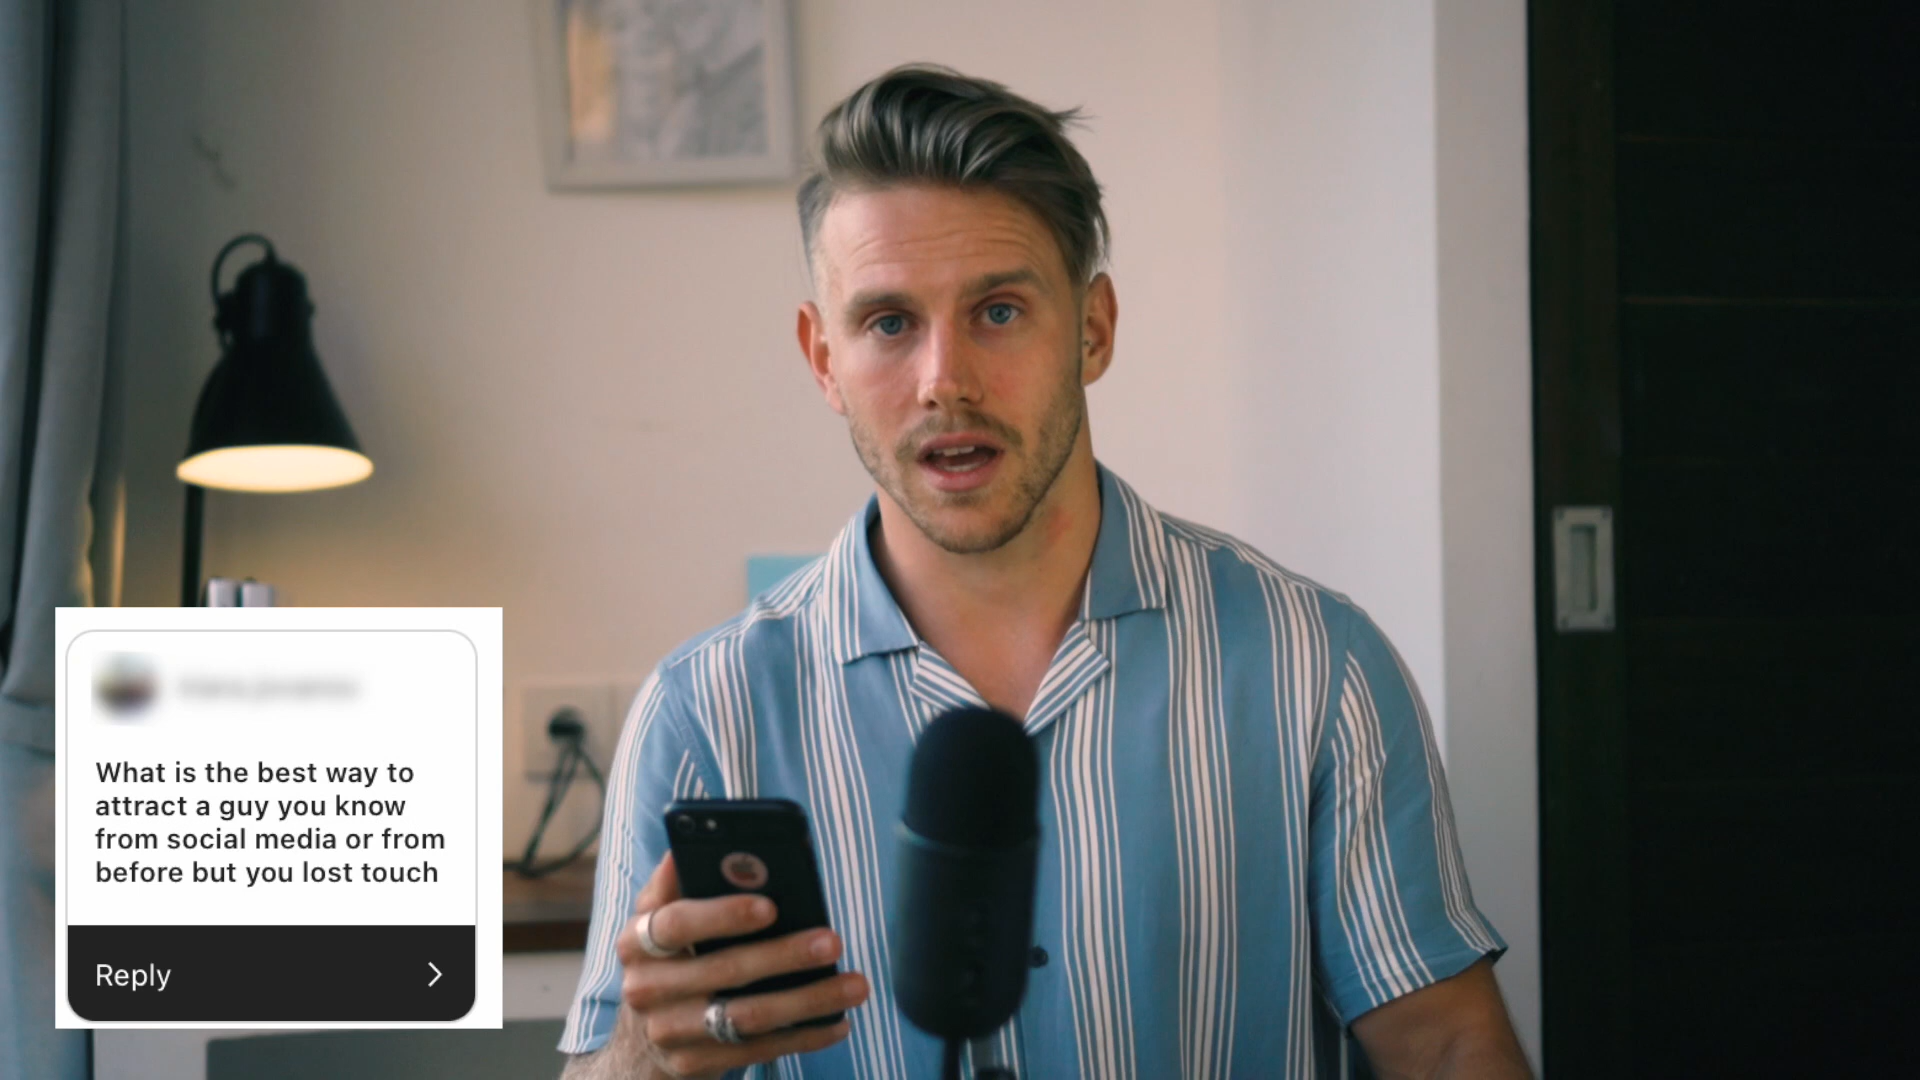 What is the best way to
attract a guy you know
from social media or from
before but you lost touch
Reply